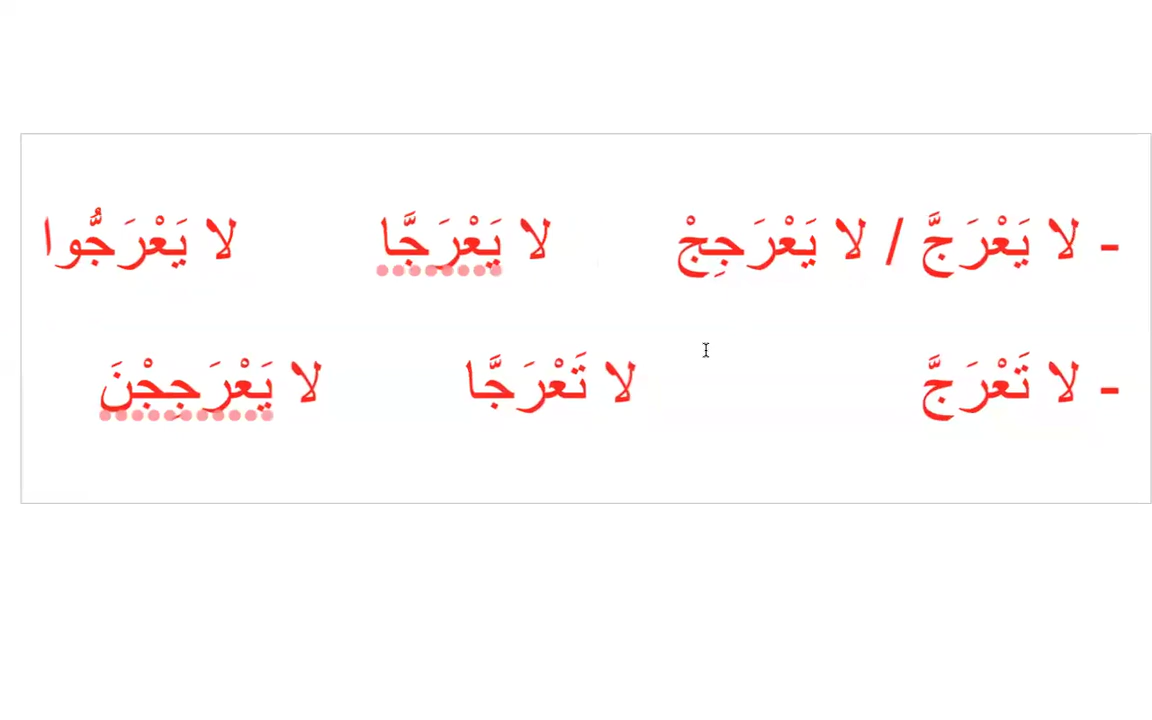 - لا يَعْرَجَّ / لا يَعْرَجِجْ لا يَعْرَجَّا لا يَعْرَجُّوا
- لا تَعْرَجَّ لا تَعْرَجَّا لا يَعْرَجِجْنَ